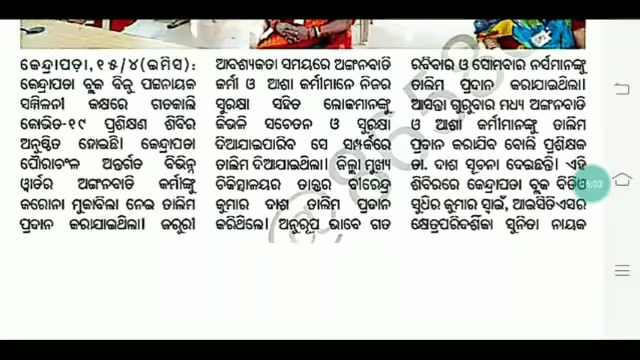 କେନ୍ଦ୍ରାପଡ଼ା,୧୫/୪(ଇମିସ):
କେନ୍ଦ୍ରାପଡା ବ୍ଲକ ବିଜୁ ପଟ୍ଟନାୟକ
ସମ୍ମିଳନୀ କକ୍ଷରେ ଗତକାଲି
କୋଭିଡ-୧୯ ପ୍ରଶିକ୍ଷଣ ଶିବିର
ଅନୁଷ୍ଠିତ ହୋଇଛି। କେନ୍ଦ୍ରାପଡା
ପୌରାଚଂଳ ଅନ୍ତର୍ଗତ ବିଭିନ୍ନ
ୱାର୍ଡର ଅଙ୍ଗନବାଡି କର୍ମୀଙ୍କୁ
କରୋନା ମୁକାବିଲା ନେଇ ତାଲିମ
ପ୍ରଦାନ କରାଯାଇଥିଲା। ଜରୁରୀ
ଆବଶ୍ୟକତା ସମୟରେ ଅଙ୍ଗନବାଡି
କର୍ମୀ ଓ ଆଶା କର୍ମୀମାନେ ନିଜର
ସୁରକ୍ଷା ସହିତ ଲୋକମାନଙ୍କୁ
କିଭଳି ସଚେତନ ଓ ସୁରକ୍ଷା
ଦିଆଯାଇପାରିବ ସେ ସମ୍ପର୍କରେ
ତାଲିମ ଦିଆଯାଇଥିଲା। ଜିଲ୍ଲା ମୁଖ୍ୟ
ଚିକିତ୍ସାଳୟର ଡାକ୍ତର ବୀରେନ୍ଦ୍ର
କୁମାର ଦାଶ ତାଲିମ ପ୍ରଦାନ
କରିଥିଲେ। ଅନୁରୂପ ଭାବେ ଗତ
ରବିବାର ଓ ସୋମବାର ନର୍ସମାନଙ୍କୁ
ତାଲିମ ପ୍ରଦାନ କରାଯାଇଥିଲା।
ଆସନ୍ତା ଗୁରୁବାର ମଧ୍ୟ ଅଙ୍ଗନବାଡି
ଓ ଆଶା କର୍ମୀମାନଙ୍କୁ ତାଲିମ
ପ୍ରଦାନ କରାଯିବ ବୋଲି ପ୍ରଶିକ୍ଷକ
ଡା. ଦାଶ ସୂଚନା ଦେଇଛନ୍ତି। ଏହି
ଶିବିରରେ କେନ୍ଦ୍ରାପଡା ବ୍ଲକ ବିଡିଓ
ସୁଧିର କୁମାର ସ୍ୱାଇଁ, ଆଇସିଡିଏସର
କ୍ଷେତ୍ରପରିଦର୍ଶିକା ସୁନିତା ନାୟକ